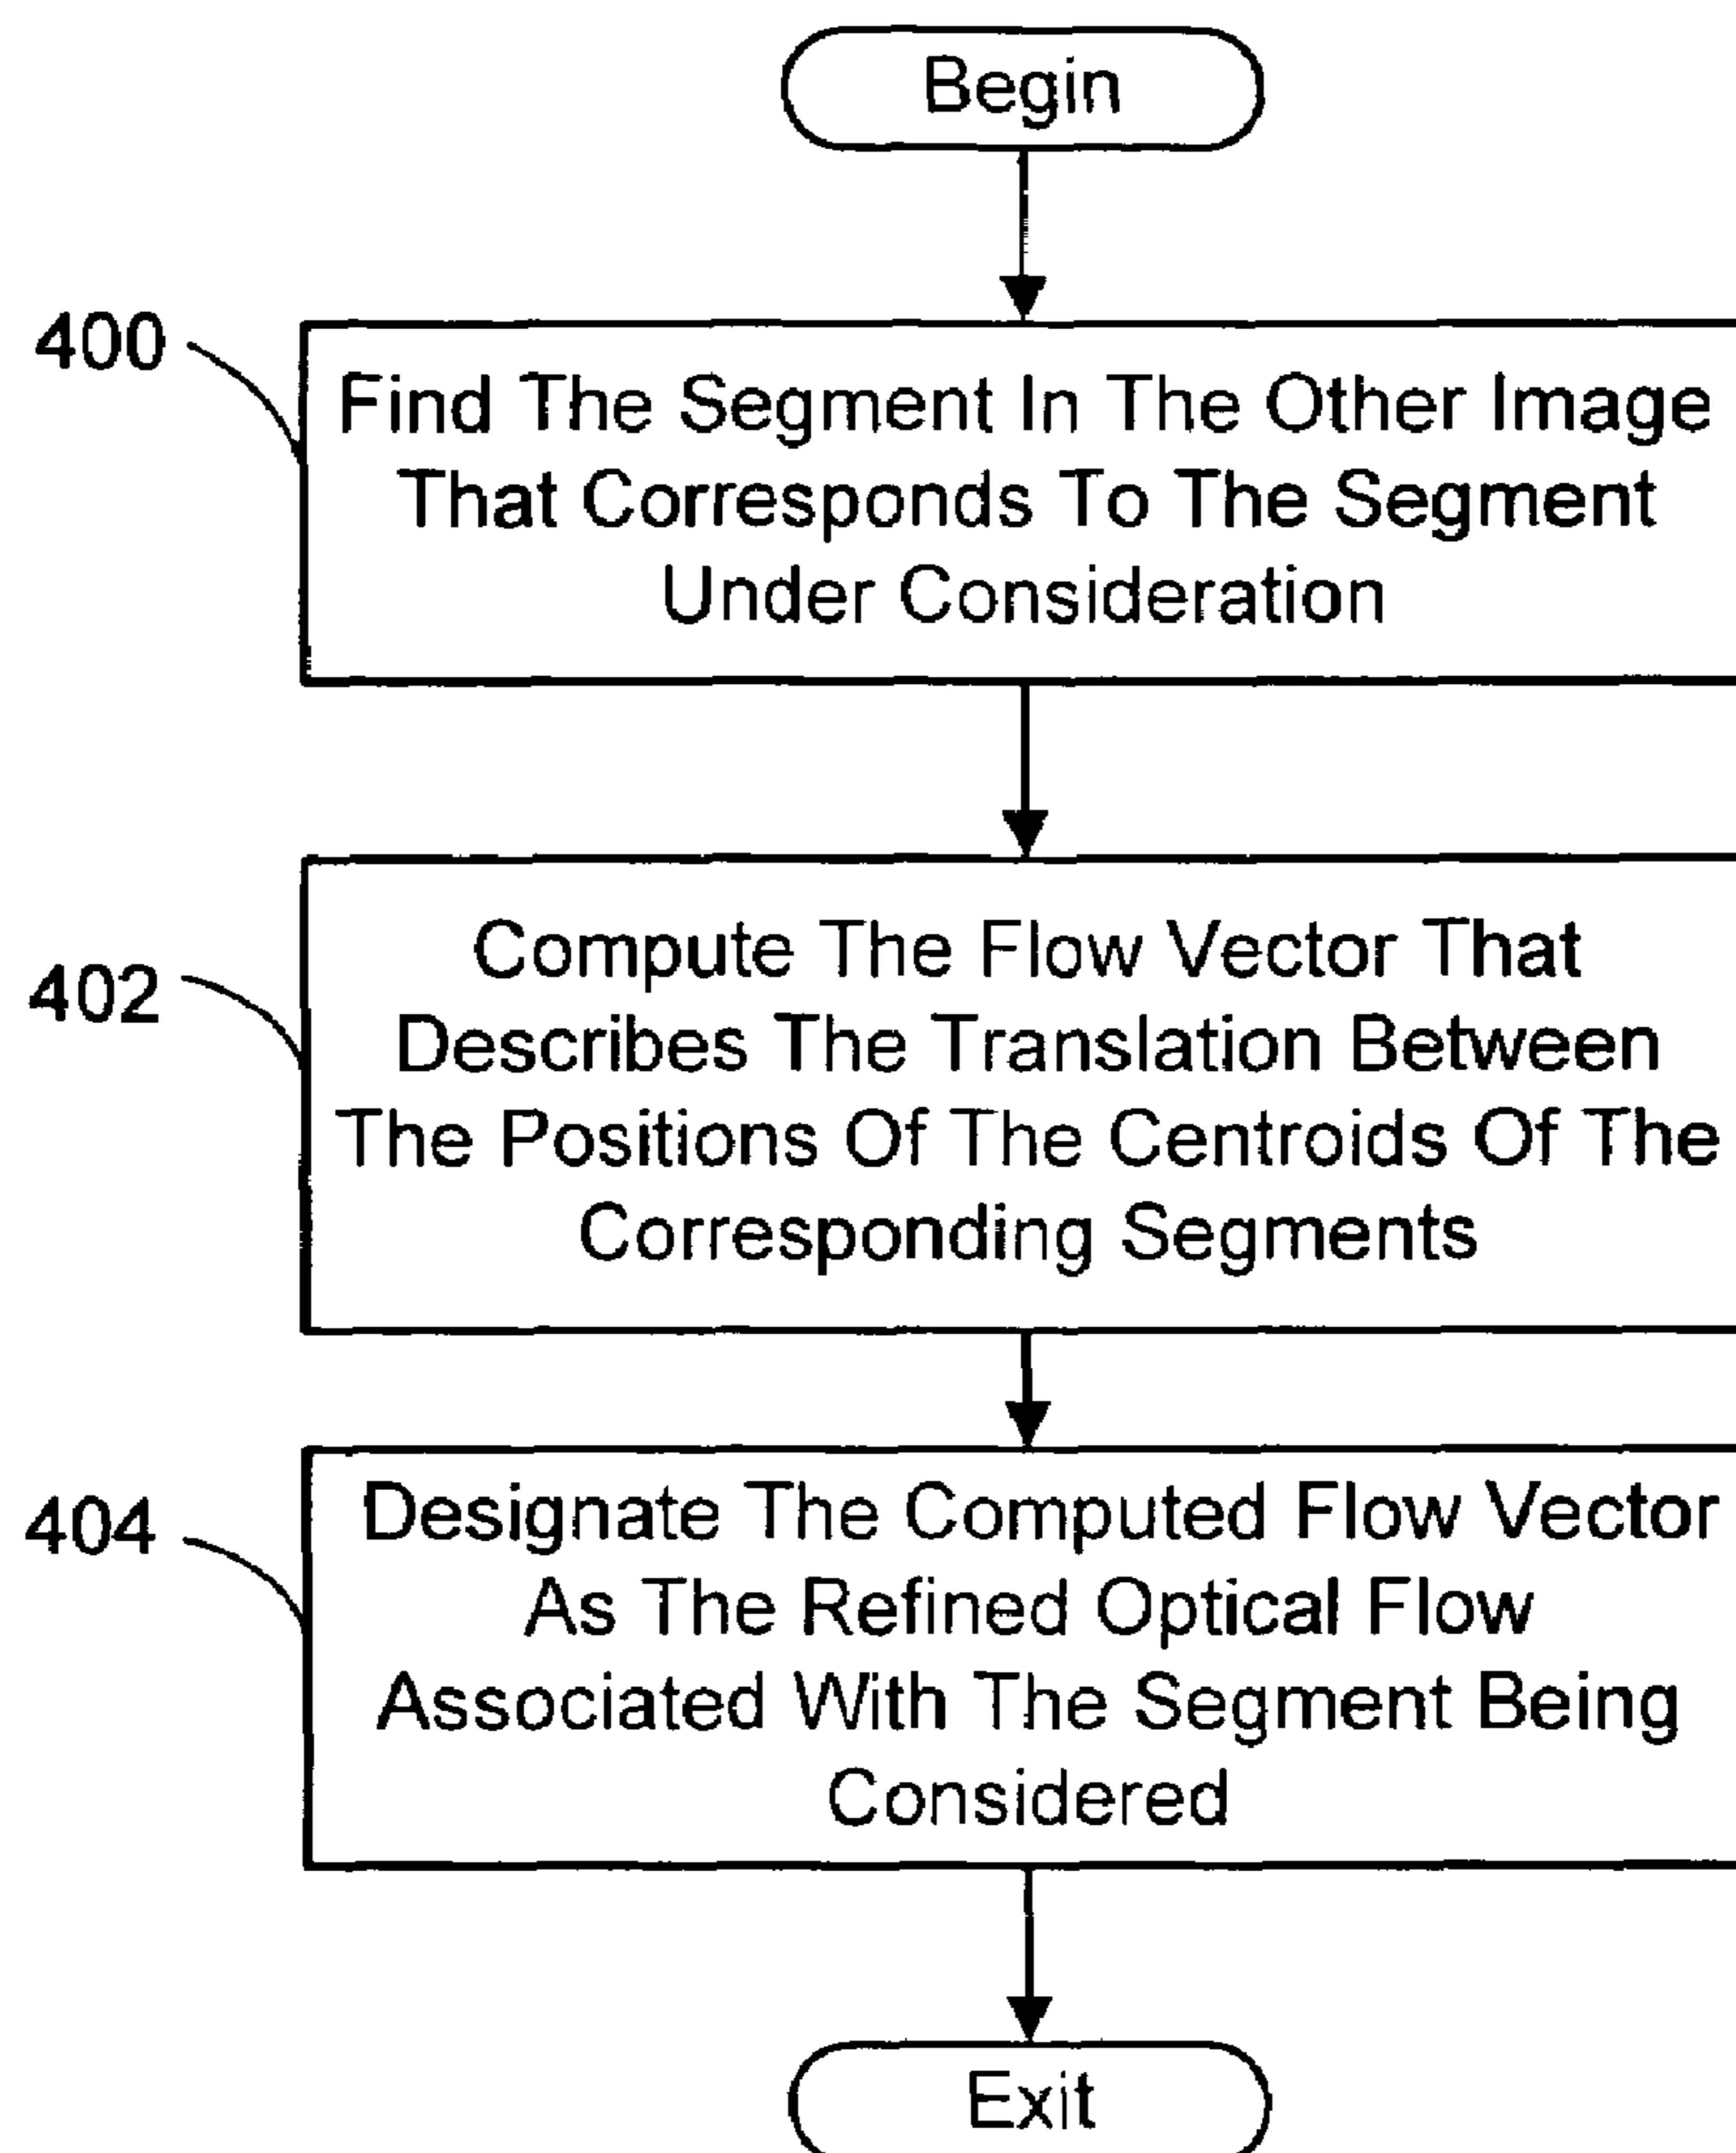 Begin
400
Find The Segment In The Other Image
That Corresponds To The Segment
Under Consideration
402
Compute The Flow Vector That
Describes The Translation Between
The Positions Of The Centroids Of The
Corresponding Segments
404
Designate The Computed Flow Vector
As The Refined Optical Flow
Associated With The Segment Being
Considered
Exit